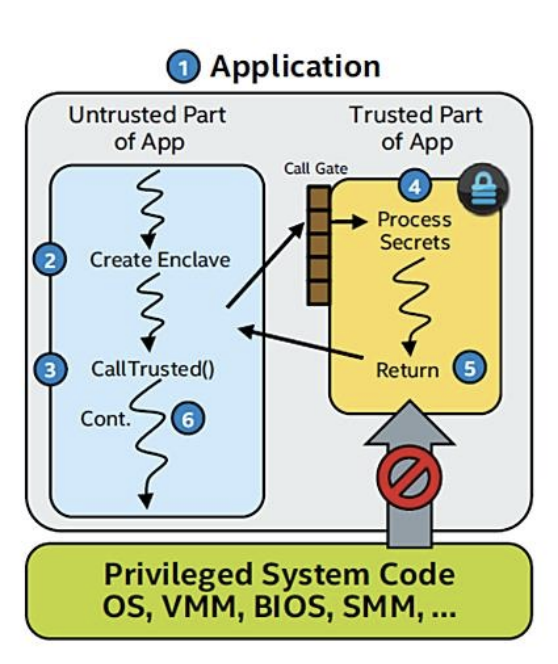 1 Application
Untrusted Part
of App
Trusted Part
of App
Call Gate
4
Process
Secrets
2 Create Enclave
3 CallTrusted()
Return 5
Cont. 6
Privileged System Code
OS, VMM, BIOS, SMM, ...